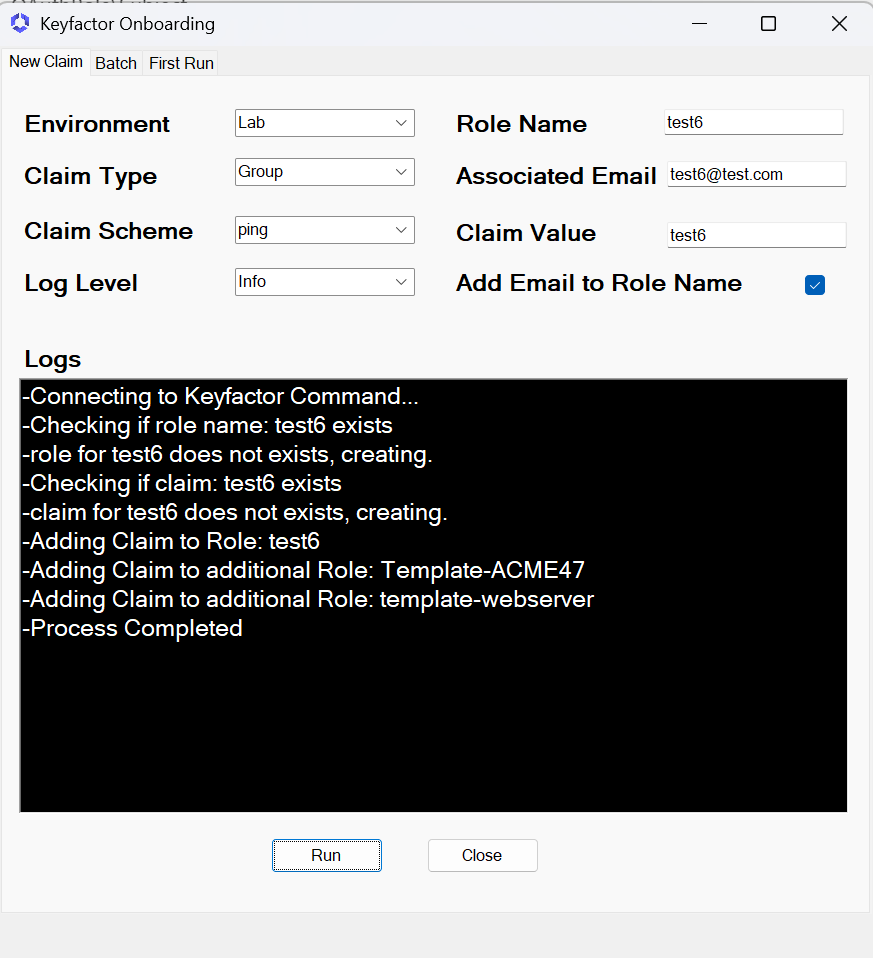 Keyfactor Onboarding
New Claim Batch First Run
Environment Lab Role Name test6
Claim Type Group Associated Email test6@test.com
Claim Scheme ping Claim Value test6
Log Level Info Add Email to Role Name
Logs
-Connecting to Keyfactor Command...
-Checking if role name: test6 exists
-role for test6 does not exists, creating.
-Checking if claim: test6 exists
-claim for test6 does not exists, creating.
-Adding Claim to Role: test6
-Adding Claim to additional Role: Template-ACME47
-Adding Claim to additional Role: template-webserver
-Process Completed
Run Close